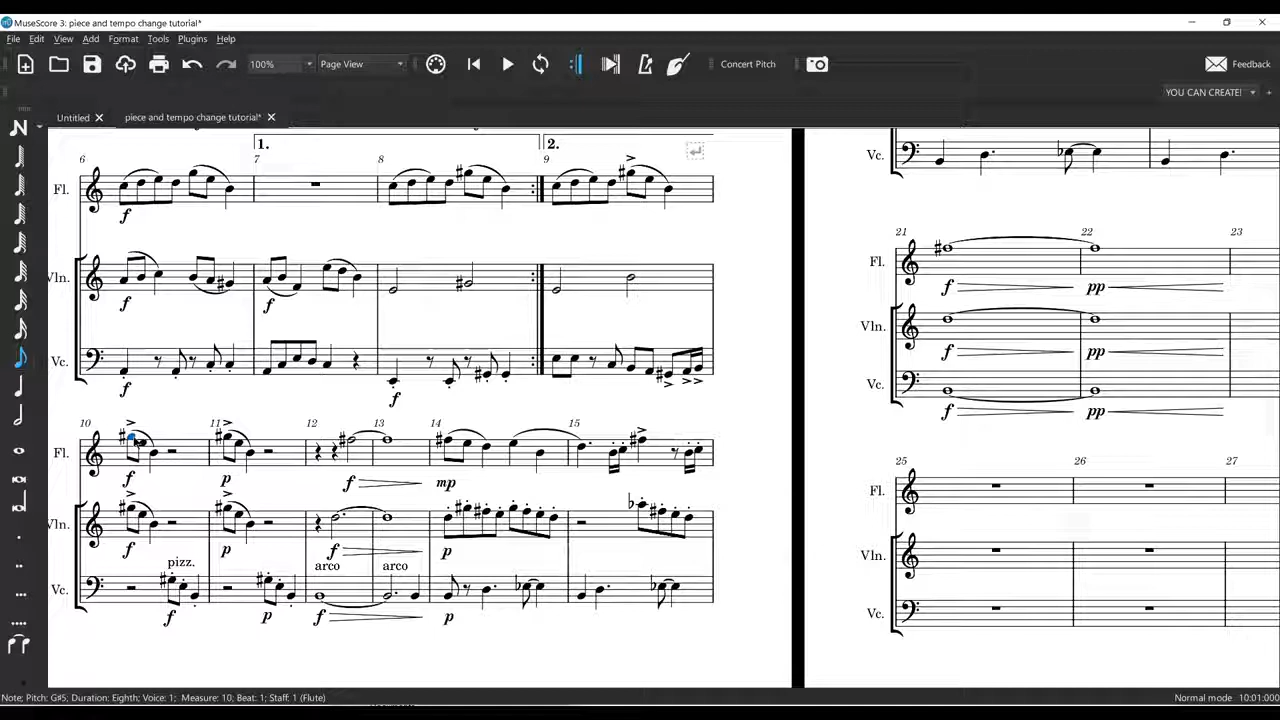 MuseScore 3: piece and tempo change tutorial*
File Edit View Add Format Tools Plugins Help
100% Page View Concert Pitch Feedback
YOU CAN CREATE!
Untitled piece and tempo change tutorial*
1. 2.
6 7 8 9
Fl.
f
Vln.
f f
Vc.
f f
10 11 12 13 14 15
Fl.
f p f mp
Vln.
f p f p
pizz. arco arco
Vc.
f p f p
Vc.
21 22 23
Fl.
f pp
Vln.
f pp
Vc.
f pp
25 26 27
Fl.
Vln.
Vc.
Note; Pitch: G♯5; Duration: Eighth; Voice: 1; Measure: 10; Beat: 1; Staff: 1 (Flute) Normal mode 10:01:000